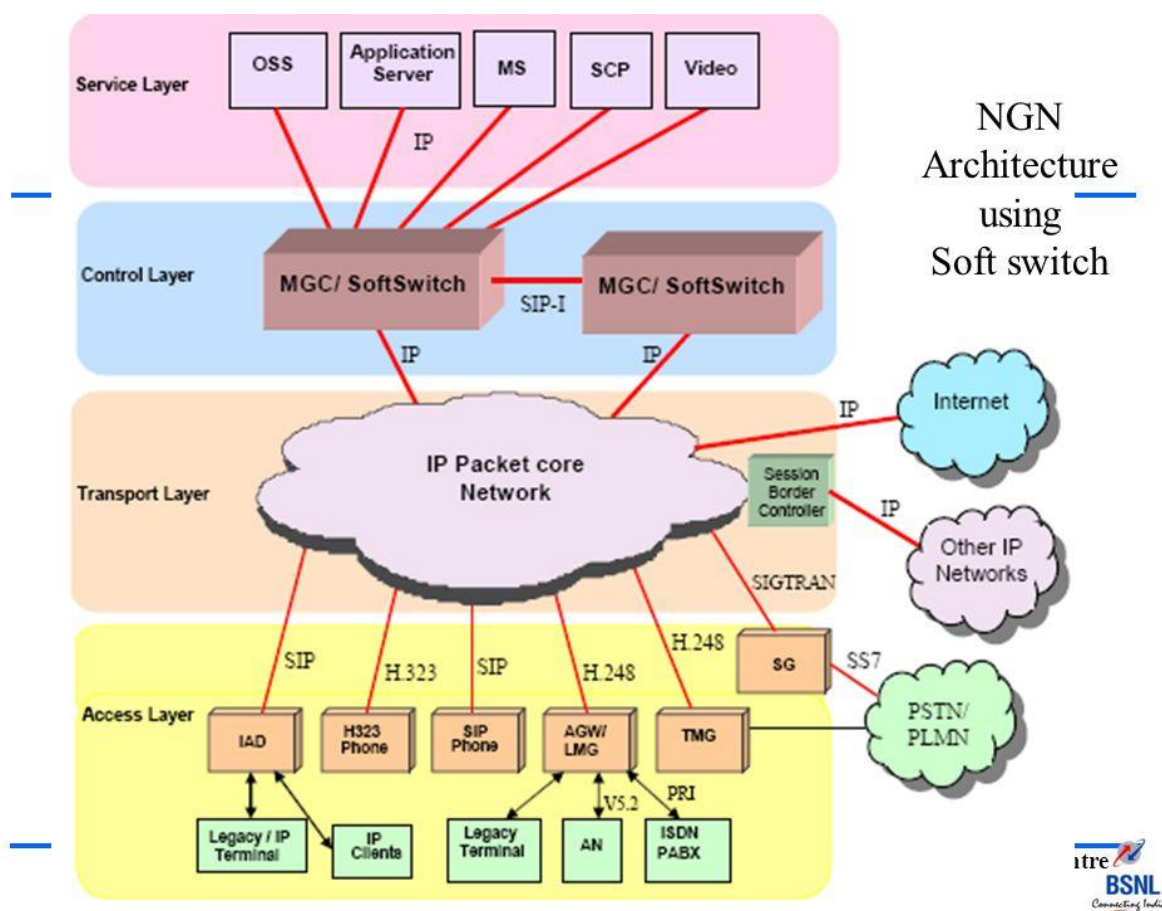 Service Layer
OSS
Application
Server
MS
SCP
Video
IP
NGN
Architecture
using
Soft switch
Control Layer
MGC/ SoftSwitch
SIP-I
MGC/ SoftSwitch
IP
IP
Transport Layer
IP Packet core
Network
IP
Internet
Session
Border
Controller
IP
Other IP
Networks
SIGTRAN
Access Layer
SIP
H.323
SIP
H.248
H.248
SG
SS7
PSTN/
PLMN
IAD
H323
Phone
SIP
Phone
AGW/
LMG
TMG
V5.2
PRI
Legacy / IP
Terminal
IP
Clients
Legacy
Terminal
AN
ISDN
PABX
ntre
BSNL
Connecting India